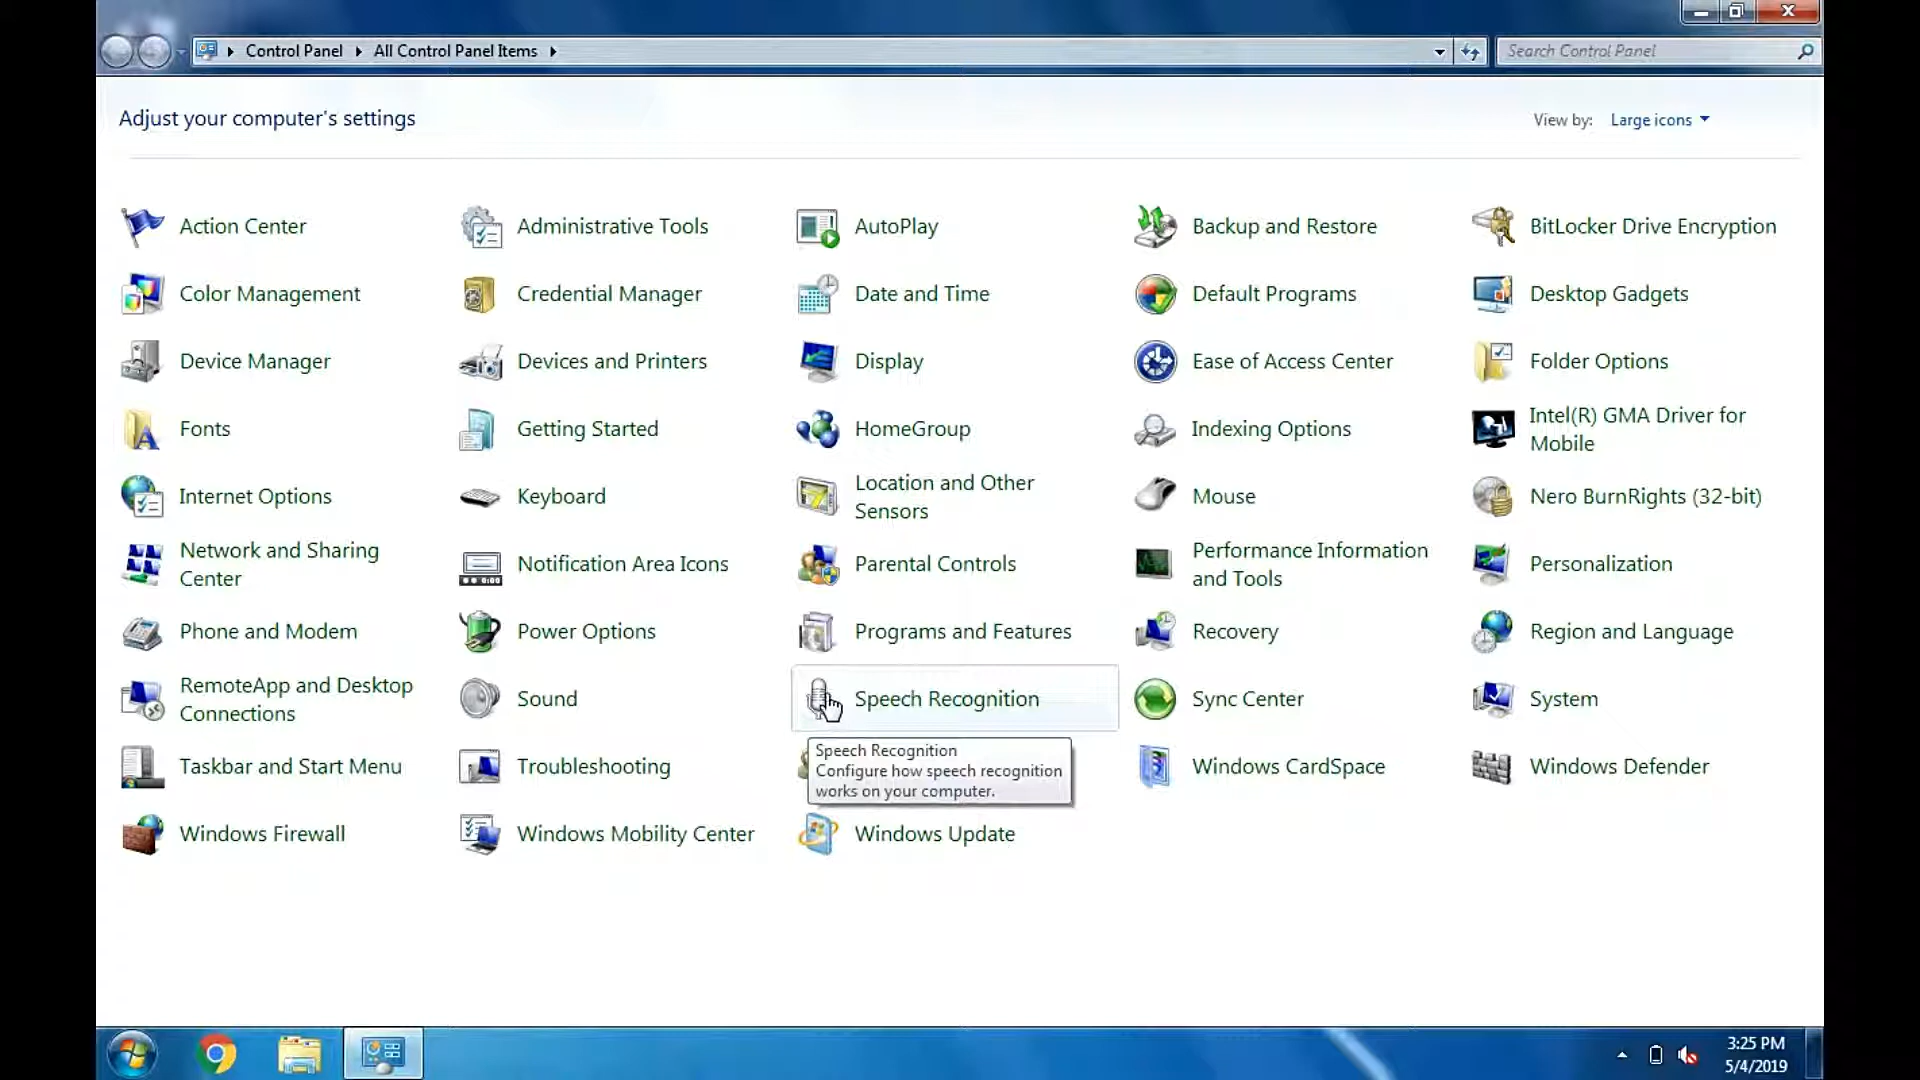 Control Panel
All Control Panel Items
Search Control Panel
Adjust your computer's settings
View by: Large icons
Action Center
Administrative Tools
AutoPlay
Backup and Restore
BitLocker Drive Encryption
Color Management
Credential Manager
Date and Time
Default Programs
Desktop Gadgets
Device Manager
Devices and Printers
Display
Ease of Access Center
Folder Options
Fonts
Getting Started
HomeGroup
Indexing Options
Intel(R) GMA Driver for
Mobile
Internet Options
Keyboard
Location and Other
Sensors
Mouse
Nero BurnRights (32-bit)
Network and Sharing
Center
Notification Area Icons
Parental Controls
Performance Information
and Tools
Personalization
Phone and Modem
Power Options
Programs and Features
Recovery
Region and Language
RemoteApp and Desktop
Connections
Sound
Speech Recognition
Sync Center
System
Taskbar and Start Menu
Troubleshooting
Speech Recognition
Configure how speech recognition
works on your computer.
Windows CardSpace
Windows Defender
Windows Firewall
Windows Mobility Center
Windows Update
3:25 PM
5/4/2019